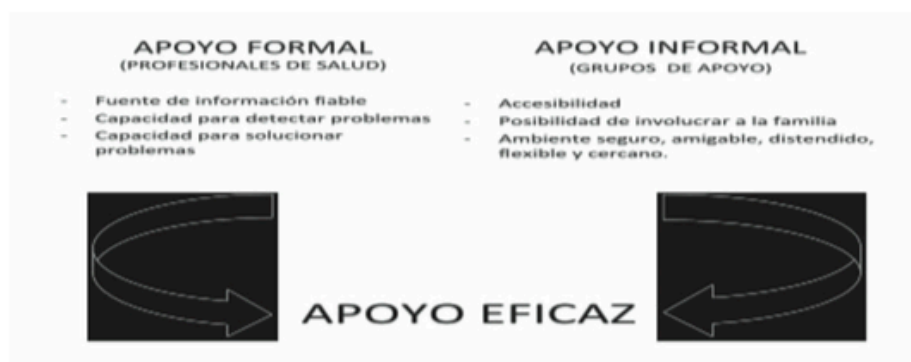 APOYO FORMAL
(PROFESIONALES DE SALUD)
- Fuente de información fiable
- Capacidad para detectar problemas
- Capacidad para solucionar
problemas
APOYO INFORMAL
(GRUPOS DE APOYO)
- Accesibilidad
- Posibilidad de involucrar a la familia
- Ambiente seguro, amigable, distendido,
flexible y cercano.
APOYO EFICAZ